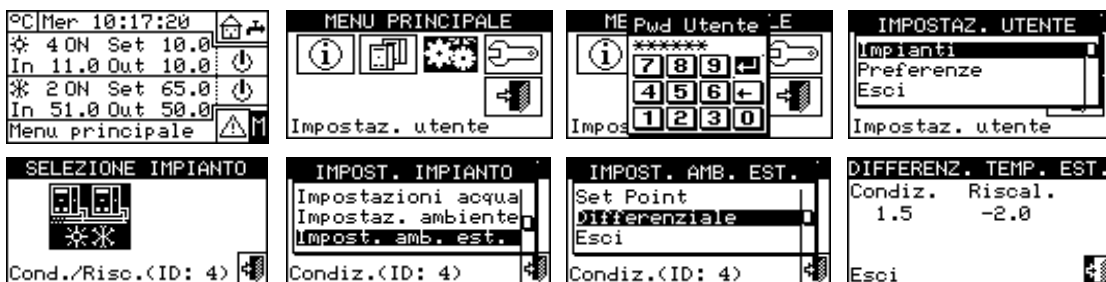 °C Mer 10:17:20
4 ON Set 10.0
In 11.0 Out 10.0
2 ON Set 65.0
In 51.0 Out 50.0
Menu principale M
MENU PRINCIPALE
Impostaz. utente
ME Pwd Utente LE
******
7 8 9
4 5 6
1 2 3 0
Impos
IMPOSTAZ. UTENTE
Impianti
Preferenze
Esci
Impostaz. utente
SELEZIONE IMPIANTO
Cond./Risc.(ID: 4)
IMPOST. IMPIANTO
Impostazioni acqua
Impostaz. ambiente
Impost. amb. est.
Condiz.(ID: 4)
IMPOST. AMB. EST.
Set Point
Differenziale
Esci
Condiz.(ID: 4)
DIFFERENZ. TEMP. EST.
Condiz. Riscal.
1.5 -2.0
Esci